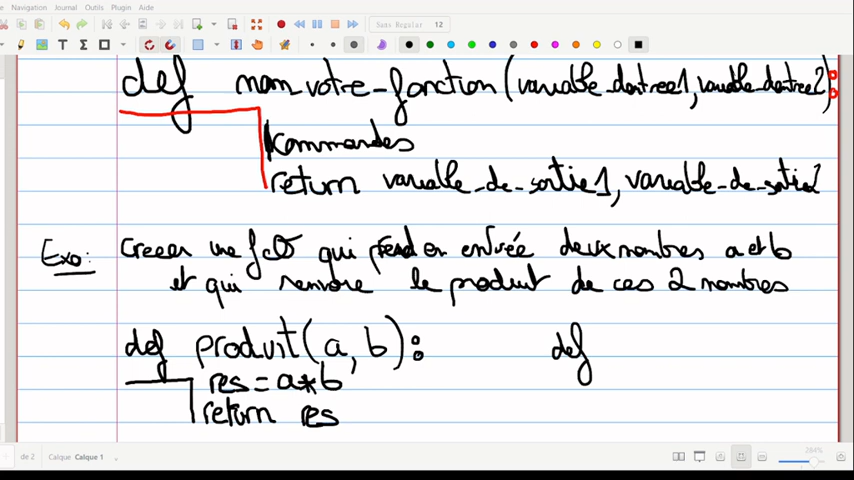 Navigation Journal Plugin Aide
Sans Regular 12
def nom_votre_fonction(variable_dentree1, variable_dentree2):
commandes
return variable_de_sortie1, variable_de_sortie2
Exo: Creeer une fct° qui prend en entrée deux nombres a et b
et qui renvoie le produit de ces 2 nombres
def produit(a, b): def
res = a*b
return res
de 2 Calque Calque 1 284%